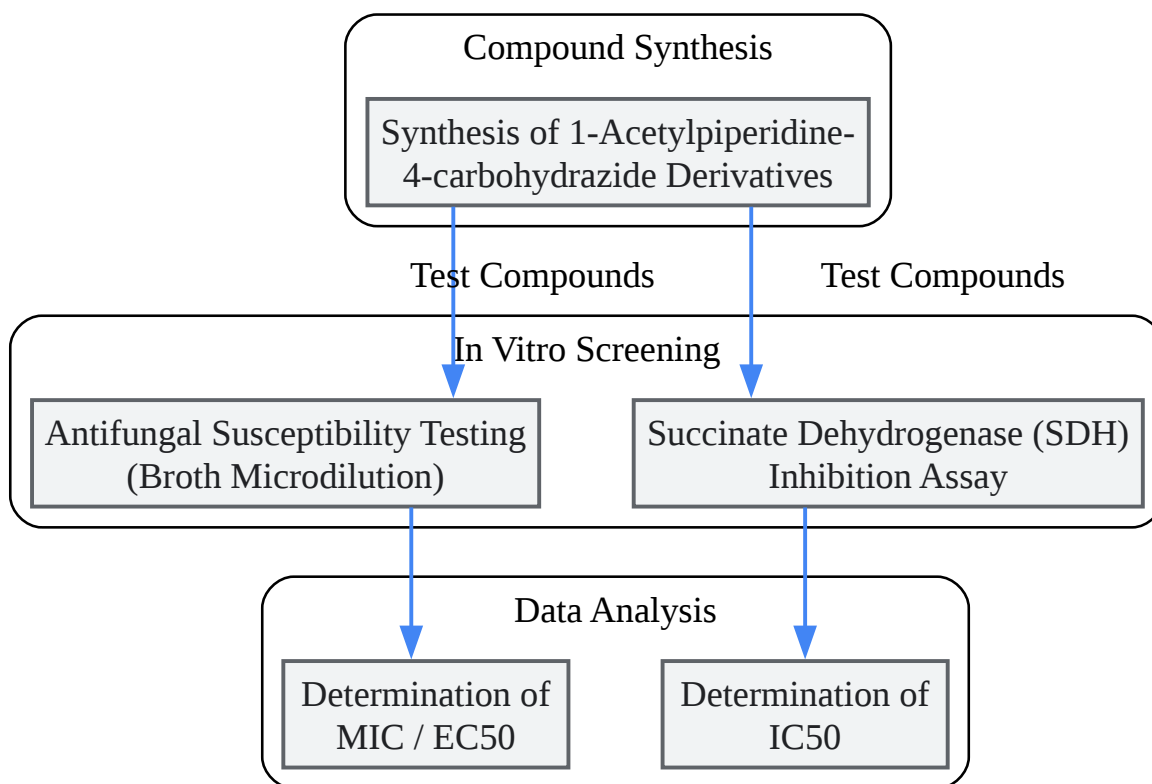 Compound Synthesis
Synthesis of 1-Acetylpiperidine-
4-carbohydrazide Derivatives
Test Compounds
Test Compounds
In Vitro Screening
Antifungal Susceptibility Testing
(Broth Microdilution)
Succinate Dehydrogenase (SDH)
Inhibition Assay
Data Analysis
Determination of
MIC / EC50
Determination of
IC50